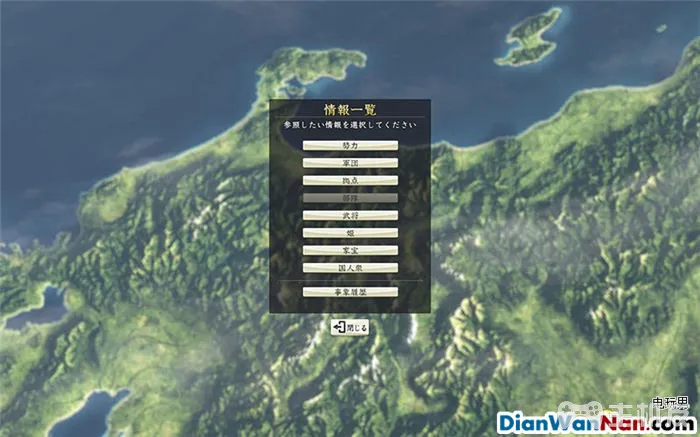 情報一覧
参照したい情報を選択してください
勢力
軍団
拠点
部隊
武将
姫
家宝
国人衆
事象履歴
閉じる
电玩男
DianWanNan.com